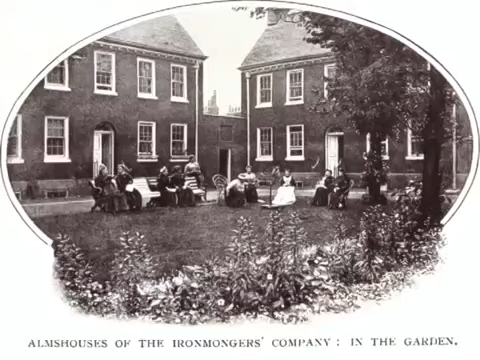 ALMSHOUSES OF THE IRONMONGERS' COMPANY: IN THE GARDEN.